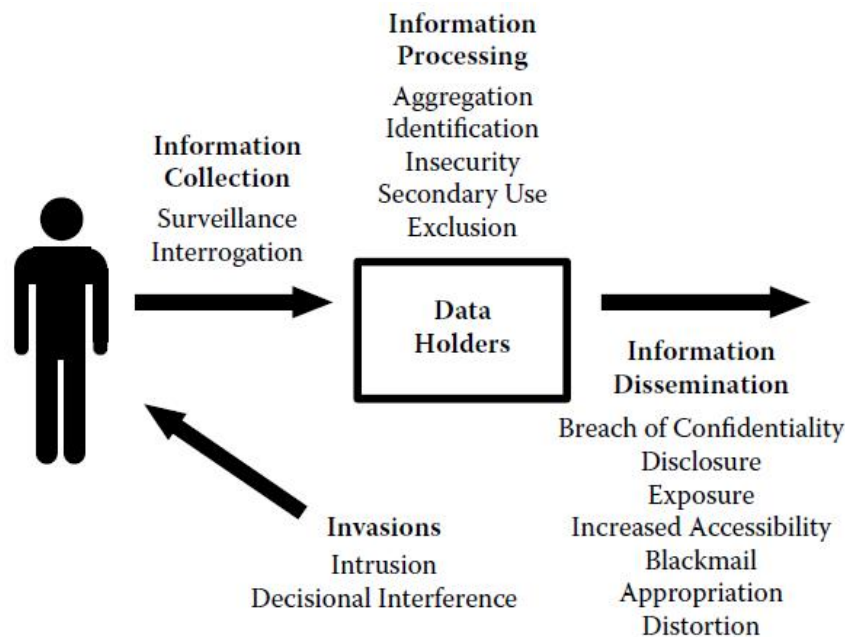 Information
Processing
Aggregation
Identification
Insecurity
Secondary Use
Exclusion
Information
Collection
Surveillance
Interrogation
Data
Holders
Information
Dissemination
Breach of Confidentiality
Disclosure
Exposure
Increased Accessibility
Blackmail
Appropriation
Distortion
Invasions
Intrusion
Decisional Interference